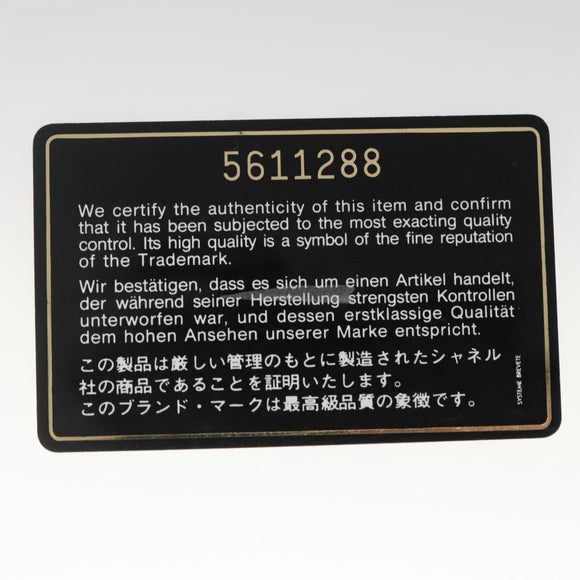 5611288
We certify the authenticity of this item and confirm
that it has been subjected to the most exacting quality
control. Its high quality is a symbol of the fine reputation
of the Trademark.
Wir bestätigen, dass es sich um einen Artikel handelt,
der während seiner Herstellung strengsten Kontrollen
unterworfen war, und dessen erstklassige Qualität
dem hohen Ansehen unserer Marke entspricht.
この製品は厳しい管理のもとに製造されたシャネル
社の商品であることを証明いたします。
このブランド・マークは最高級品質の象徴です。
SYSTEME BREVETE